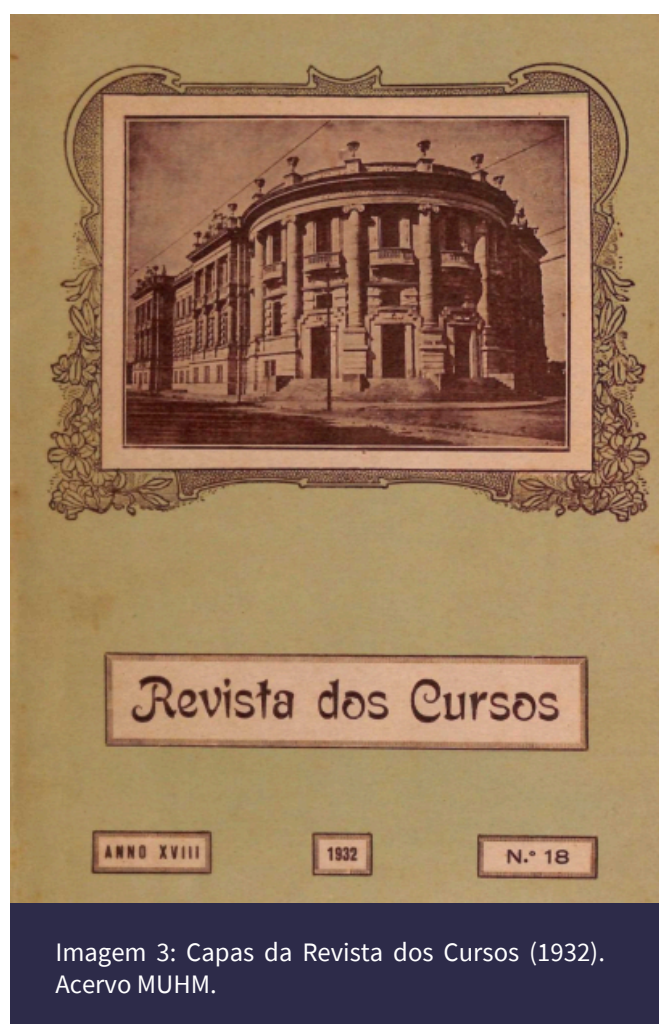 Revista dos Cursos
ANNO XVIII 1932 N.º 18
Imagem 3: Capas da Revista dos Cursos (1932).
Acervo MUHM.